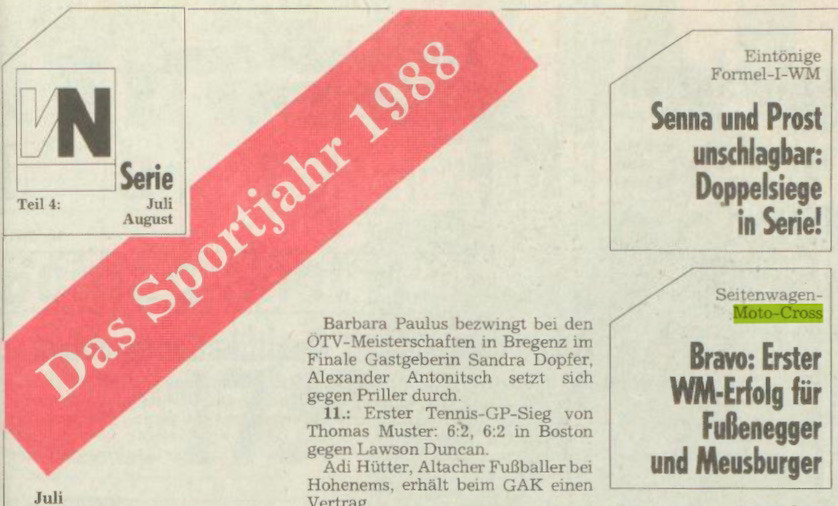 VN
Serie
Teil 4: Juli
August
Das Sportjahr 1988
Juli
Barbara Paulus bezwingt bei den
ÖTV-Meisterschaften in Bregenz im
Finale Gastgeberin Sandra Dopfer,
Alexander Antonitsch setzt sich
gegen Priller durch.
11.: Erster Tennis-GP-Sieg von
Thomas Muster: 6:2, 6:2 in Boston
gegen Lawson Duncan.
Adi Hütter, Altacher Fußballer bei
Hohenems, erhält beim GAK einen
Vertrag.
Eintönige
Formel-I-WM
Senna und Prost
unschlagbar:
Doppelsiege
in Serie!
Seitenwagen-
Moto-Cross
Bravo: Erster
WM-Erfolg für
Fußenegger
und Meusburger